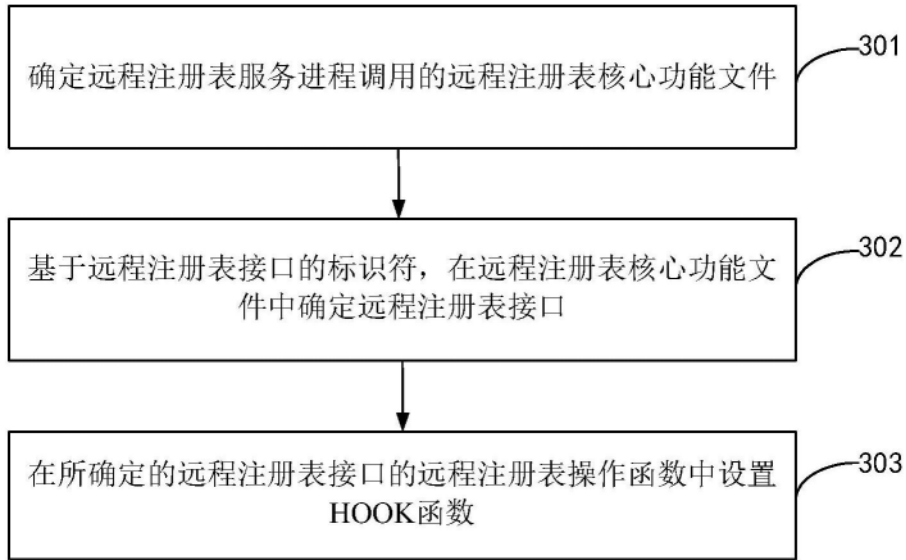 确定远程注册表服务进程调用的远程注册表核心功能文件
301
基于远程注册表接口的标识符，在远程注册表核心功能文
件中确定远程注册表接口
302
在所确定的远程注册表接口的远程注册表操作函数中设置
HOOK函数
303